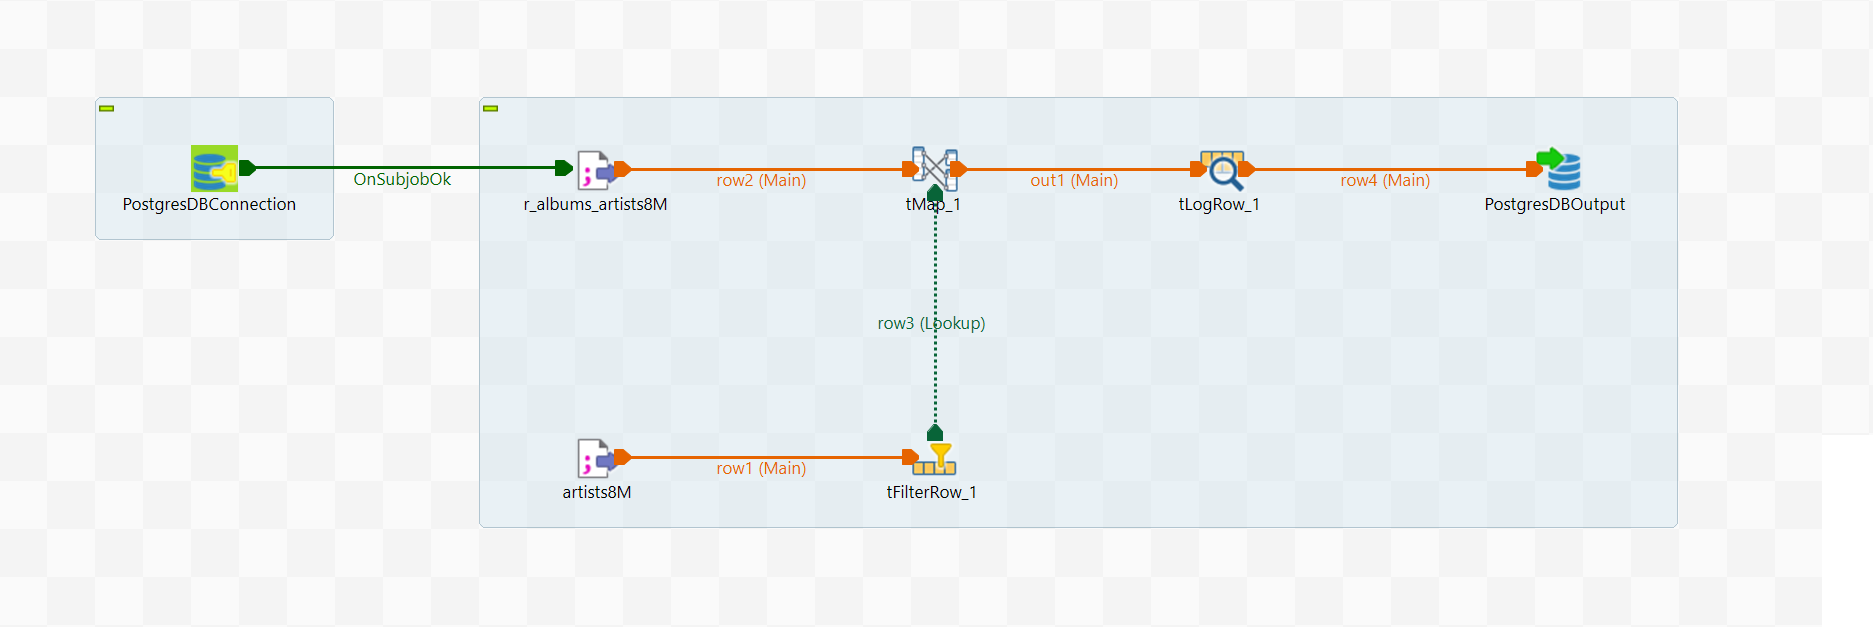 OnSubjobOk
PostgresDBConnection
row2 (Main)
out1 (Main)
row4 (Main)
r_albums_artists8M
tMap_1
tLogRow_1
PostgresDBOutput
row3 (Lookup)
row1 (Main)
artists8M
tFilterRow_1